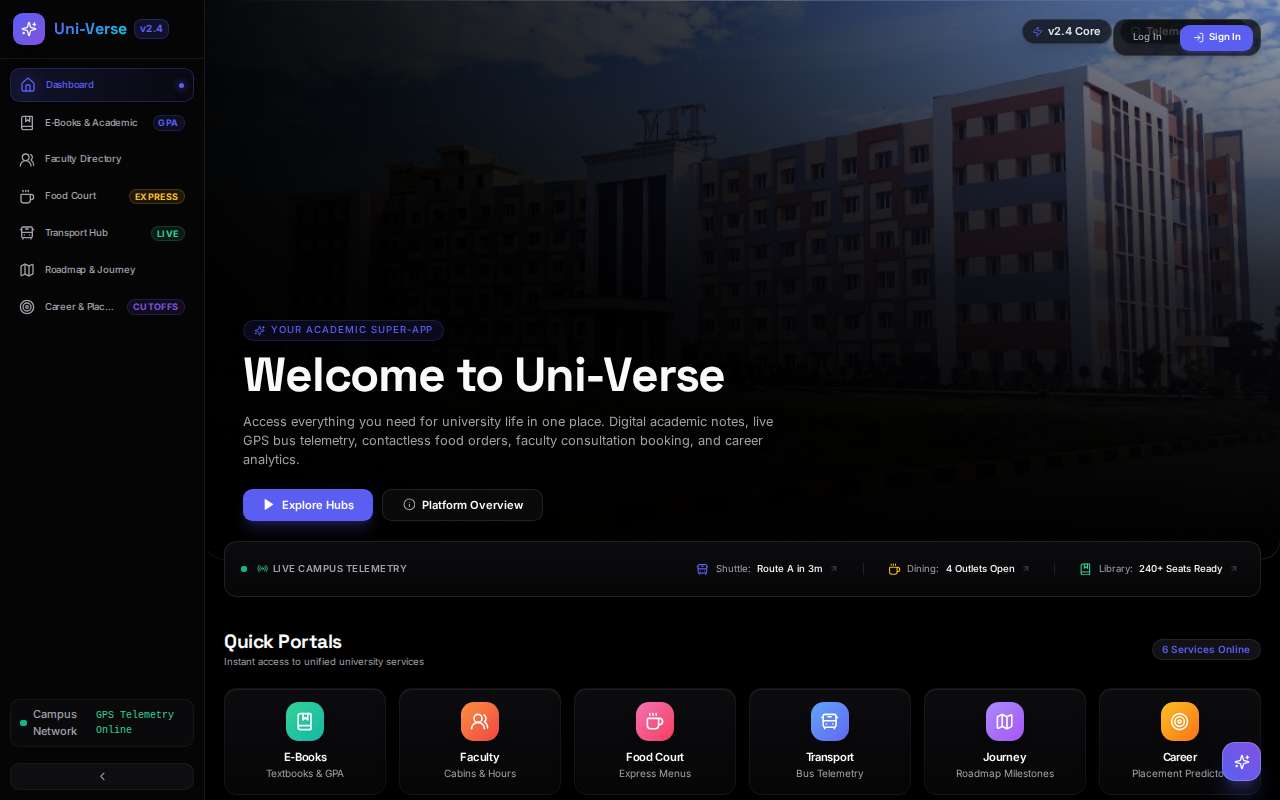 Uni-Verse v2.4
Dashboard
E-Books & Academic GPA
Faculty Directory
Food Court EXPRESS
Transport Hub LIVE
Roadmap & Journey
Career & Plac... CUTOFFS
Campus Network
GPS Telemetry Online
v2.4 Core
Log In
Sign In
VIT
YOUR ACADEMIC SUPER-APP
Welcome to Uni-Verse
Access everything you need for university life in one place. Digital academic notes, live
GPS bus telemetry, contactless food orders, faculty consultation booking, and career
analytics.
Explore Hubs
Platform Overview
LIVE CAMPUS TELEMETRY
Shuttle: Route A in 3m
Dining: 4 Outlets Open
Library: 240+ Seats Ready
Quick Portals
Instant access to unified university services
6 Services Online
E-Books
Textbooks & GPA
Faculty
Cabins & Hours
Food Court
Express Menus
Transport
Bus Telemetry
Journey
Roadmap Milestones
Career
Placement Predicto